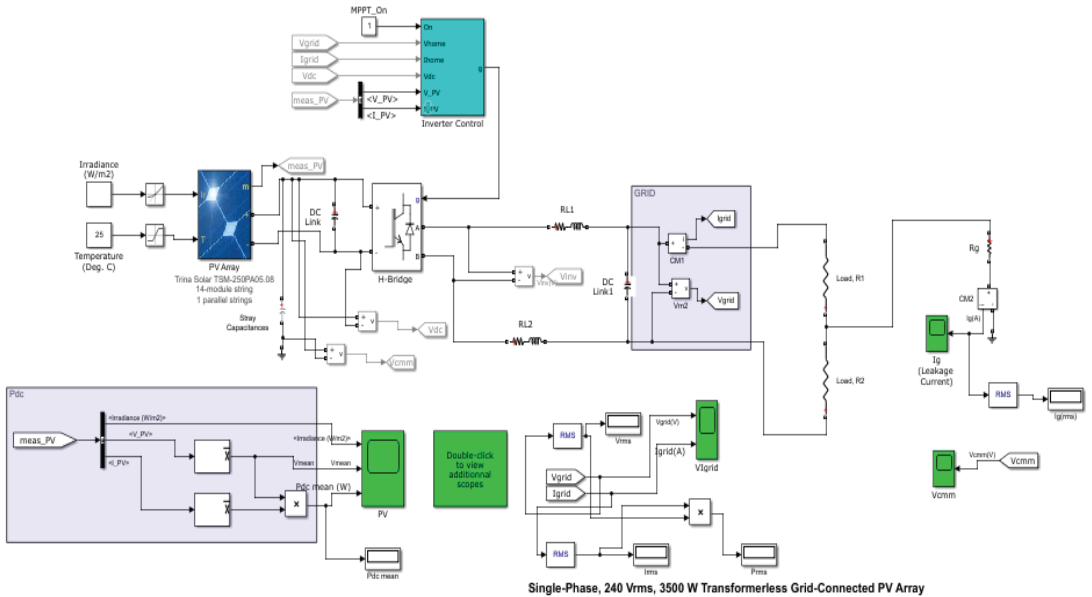 MPPT_On
1
On
Vgrid
Vhome
Igrid
Ihome
Vdc
Vdc
meas_PV
<V_PV>
V_PV
<I_PV>
g
Inverter Control
Irradiance
(W/m2)
meas_PV
Ir
m
+
25
T
-
Temperature
(Deg. C)
PV Array
Trina Solar TSM-250PA05.08
14-module string
1 parallel strings
DC
Link
g
+
A
-
B
H-Bridge
Stray
Capacitances
+
-
v
Vdc
+
-
v
Vcmm
RL1
+
-
v
Vinv
RL2
DC
Link1
GRID
Igrid
+
-
i
CM1
+
-
v
Vm2
Vgrid
Load, R1
Load, R2
Rg
CM2
Ig(A)
Ig
(Leakage
Current)
RMS
Ig(rms)
Vcmm(V)
Vcmm
Vcmm
Pdc
<Irradiance (W/m2)>
meas_PV
<V_PV>
<I_PV>
<Irradiance (W/m2)>
Vmean
Vmean
Pdc mean (W)
×
PV
Pdc mean
Double-click
to view
additionnal
scopes
RMS
Vrms
Vgrid(V)
Igrid(A)
VIgrid
Vgrid
Igrid
×
RMS
Irms
Prms
Single-Phase, 240 Vrms, 3500 W Transformerless Grid-Connected PV Array